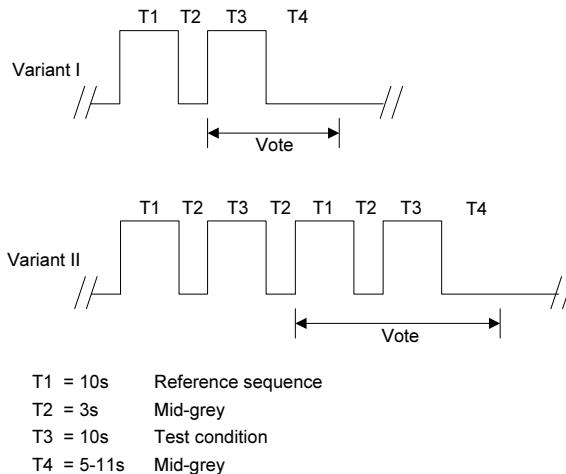 T1 T2 T3 T4
Variant I
Vote
T1 T2 T3 T2 T1 T2 T3 T4
Variant II
Vote
T1 = 10s Reference sequence
T2 = 3s Mid-grey
T3 = 10s Test condition
T4 = 5-11s Mid-grey